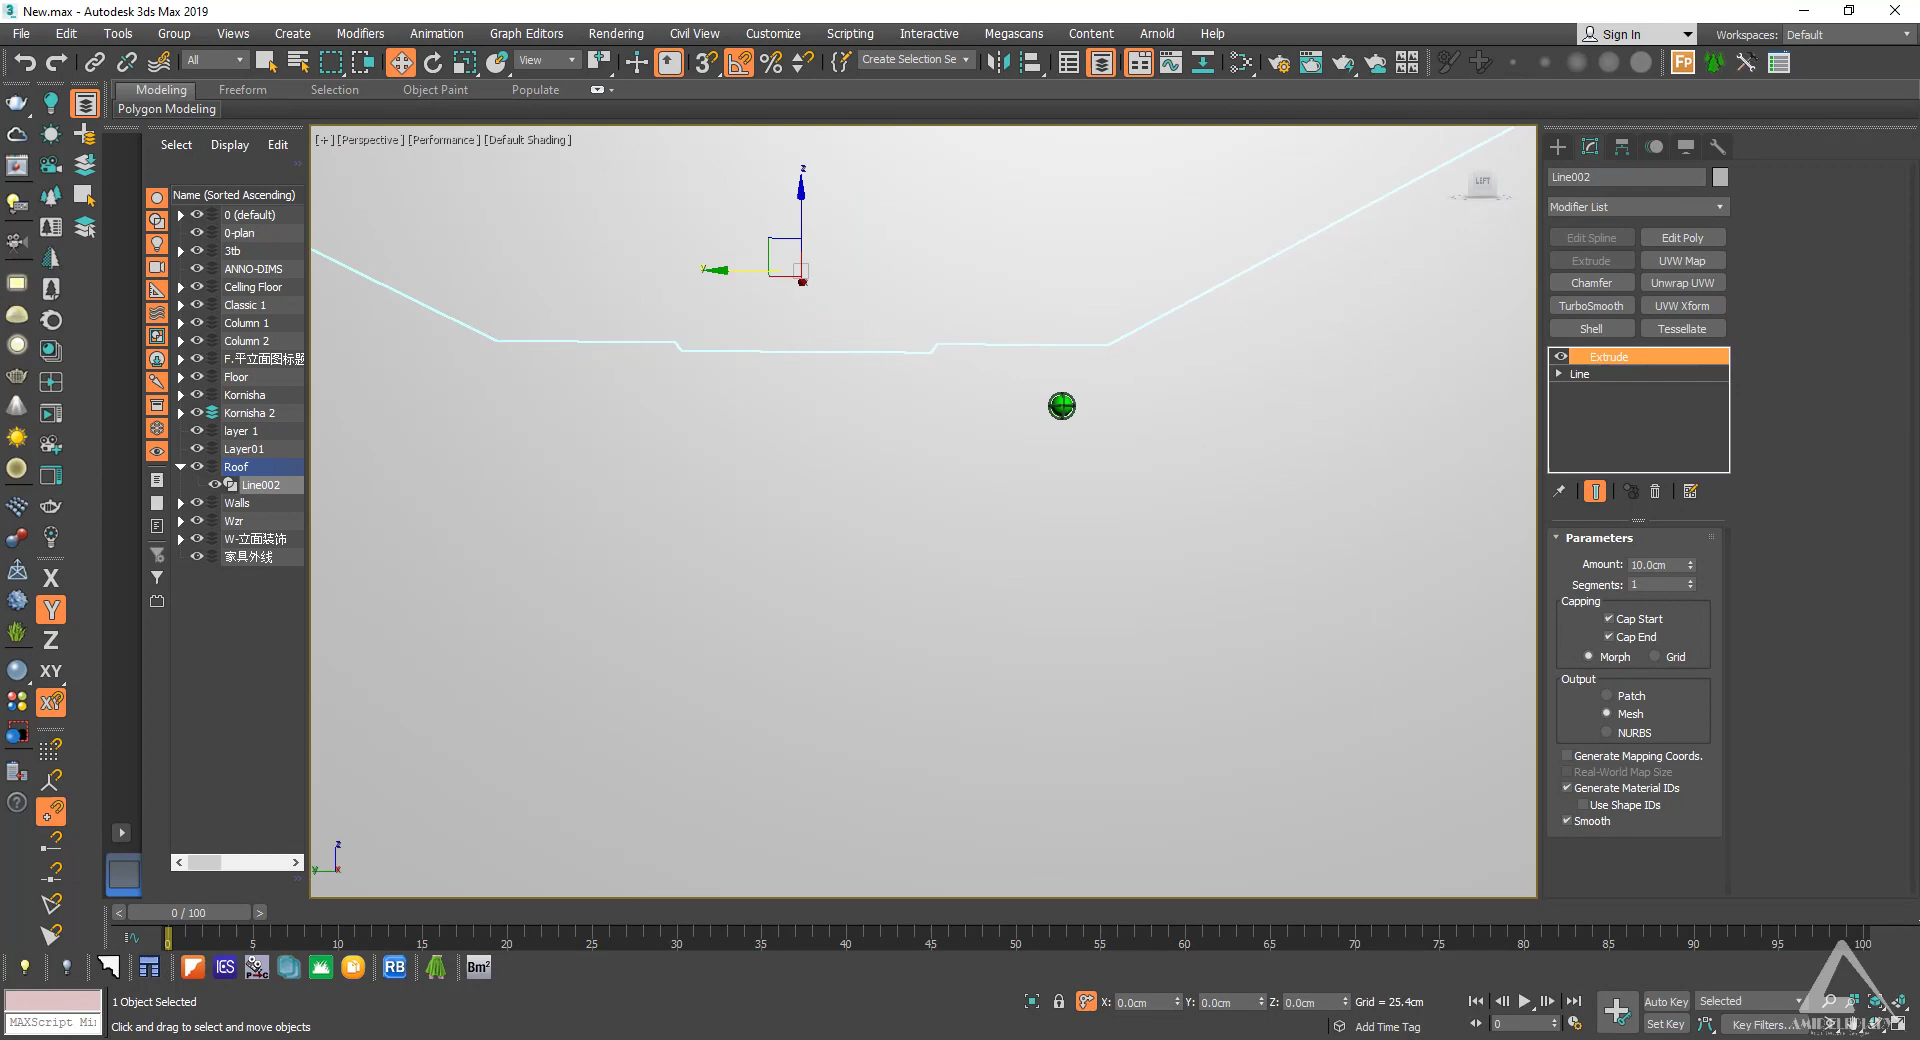 New.max - Autodesk 3ds Max 2019
File Edit Tools Group Views Create Modifiers Animation Graph Editors Rendering Civil View Customize Scripting Interactive Megascans Content Arnold Help
Sign In Workspaces: Default
All View Create Selection Se
Modeling Freeform Selection Object Paint Populate
Polygon Modeling
Select Display Edit
[+] [Perspective] [Performance] [Default Shading]
Name (Sorted Ascending)
0 (default)
0-plan
3tb
ANNO-DIMS
Celling Floor
Classic 1
Column 1
Column 2
F.平立面图标题
Floor
Kornisha
Kornisha 2
layer 1
Layer01
Roof
Line002
Walls
Wzr
W-立面装饰
家具外线
X
Y
Z
XY
z
y
LEFT
z
y x
Line002
Modifier List
Edit Spline Edit Poly
Extrude UVW Map
Chamfer Unwrap UVW
TurboSmooth UVW Xform
Shell Tessellate
Extrude
Line
Parameters
Amount: 10.0cm
Segments: 1
Capping
Cap Start
Cap End
Morph Grid
Output
Patch
Mesh
NURBS
Generate Mapping Coords.
Real-World Map Size
Generate Material IDs
Use Shape IDs
Smooth
< 0 / 100 >
0 5 10 15 20 25 30 35 40 45 50 55 60 65 70 75 80 85 90 95 100
RB Bm²
1 Object Selected
MAXScript Mi
Click and drag to select and move objects
X: 0.0cm Y: 0.0cm Z: 0.0cm Grid = 25.4cm
Add Time Tag
0
Auto Key Selected
Set Key Key Filters...